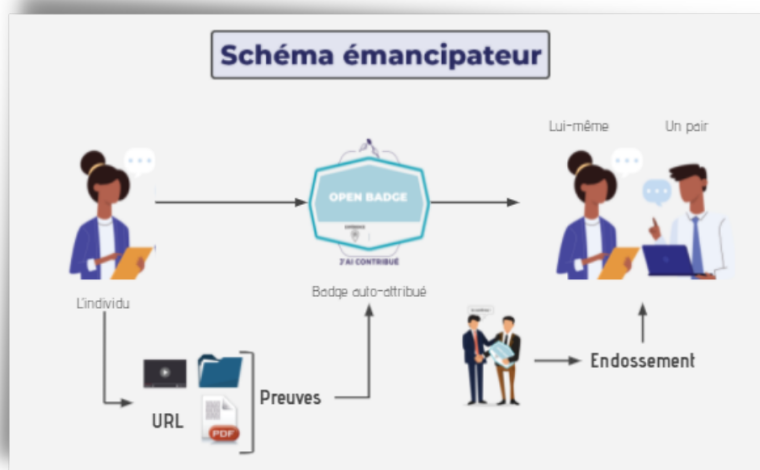 Schéma émancipateur
Lui-même
Un pair
OPEN BADGE
J'AI CONTRIBUÉ
L'individu
Badge auto-attribué
Preuves
URL
PDF
Endossement